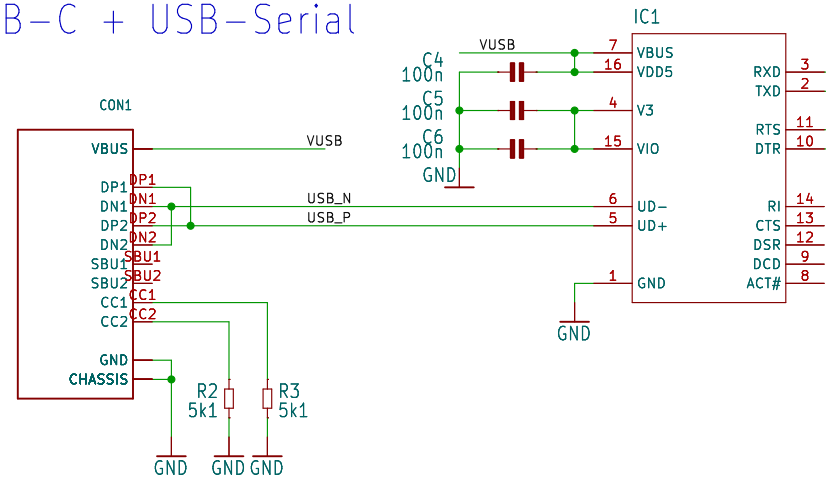 B-C + USB-Serial
IC1
VUSB 7 VBUS
C4 100n 16 VDD5 RXD 3
TXD 2
C5 100n 4 V3
RTS 11
C6 100n 15 VIO DTR 10
GND
CON1
VBUS VUSB
DP1 DP1
DN1 DN1 USB_N 6 UD- RI 14
DP2 DP2 USB_P 5 UD+ CTS 13
DN2 DN2 DSR 12
SBU1 SBU1 DCD 9
SBU2 SBU2 1 GND ACT# 8
CC1 CC1
CC2 CC2
GND
GND
CHASSIS
R2 5k1
R3 5k1
GND GND GND